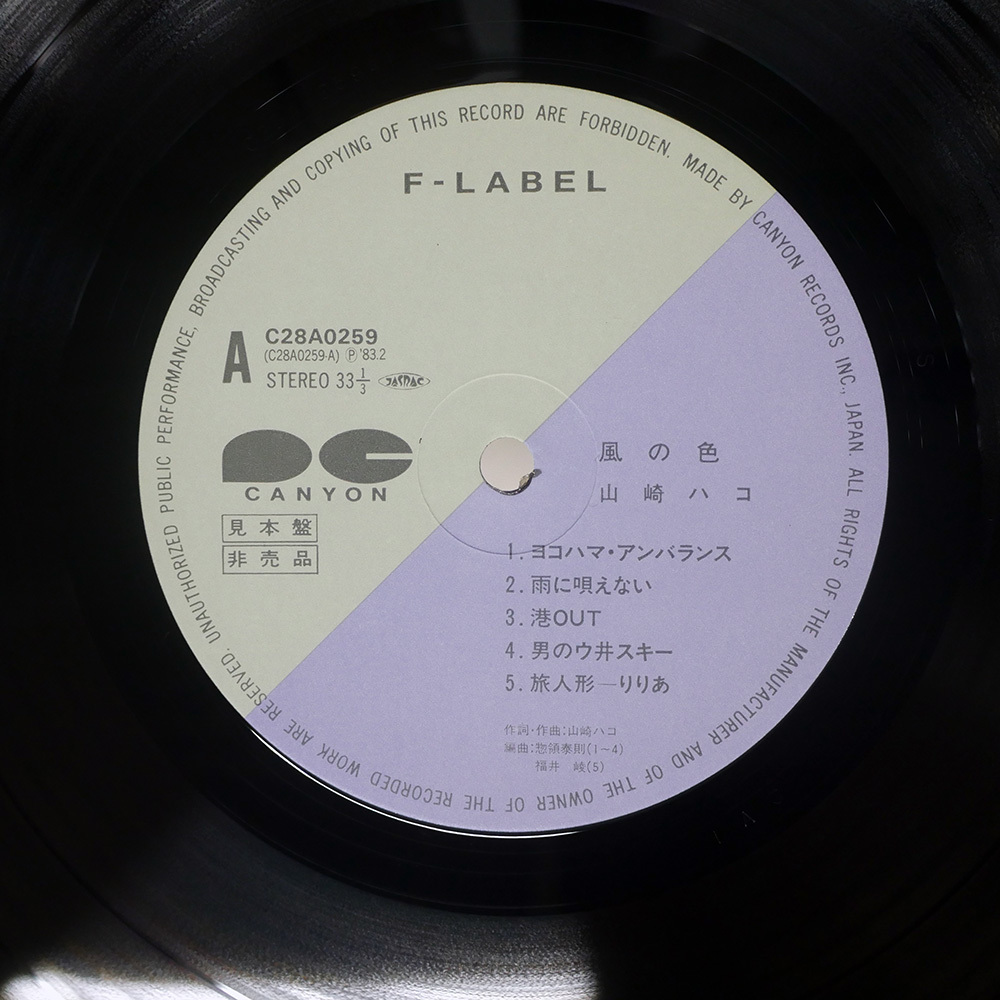 UNAUTHORIZED PUBLIC PERFORMANCE, BROADCASTING AND COPYING OF THIS RECORD ARE FORBIDDEN. MADE BY CANYON RECORDS INC., JAPAN. ALL RIGHTS OF THE MANUFACTURER AND OF THE OWNER OF THE RECORDED WORK ARE RESERVED.
F-LABEL
A
C28A0259
(C28A0259-A) Ⓟ'83.2
STEREO 33 1/3 JASRAC
PC
CANYON
見本盤
非売品
風の色
山崎ハコ
1. ヨコハマ・アンバランス
2. 雨に唄えない
3. 港OUT
4. 男のウ井スキー
5. 旅人形―りりあ
作詞・作曲:山崎ハコ
編曲:惣領泰則(1~4)
福井 崚(5)